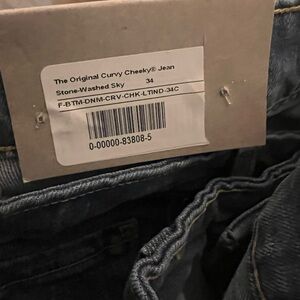 The Original Curvy Cheeky® Jean
Stone-Washed Sky 34
F-BTM-DNM-CRV-CHK-LTIND-34C
0-00000-83808-5